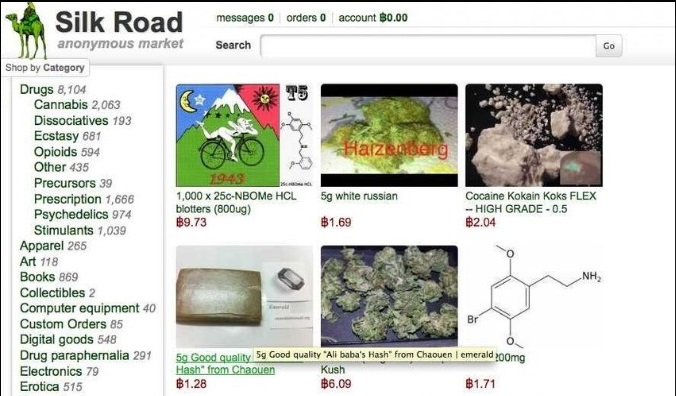 Silk Road
anonymous market
messages 0 orders 0 account ฿0.00
Search Go
Shop by Category
Drugs 8,104
Cannabis 2,063
Dissociatives 193
Ecstasy 681
Opioids 594
Other 435
Precursors 39
Prescription 1,666
Psychedelics 974
Stimulants 1,039
Apparel 265
Art 118
Books 869
Collectibles 2
Computer equipment 40
Custom Orders 85
Digital goods 548
Drug paraphernalia 291
Electronics 79
Erotica 515
1943
T5
25c-NBOMe HCL
1,000 x 25c-NBOMe HCL
blotters (800ug)
฿9.73
Haizenberg
5g white russian
฿1.69
Cocaine Kokain Koks FLEX
-- HIGH GRADE - 0.5
฿2.04
Emerald
5g Good quality
Hash" from Chaouen
฿1.28
5g Good quality "Ali baba's Hash" from Chaouen | emerald
Kush
฿6.09
O
NH2
Br
O
200mg
฿1.71